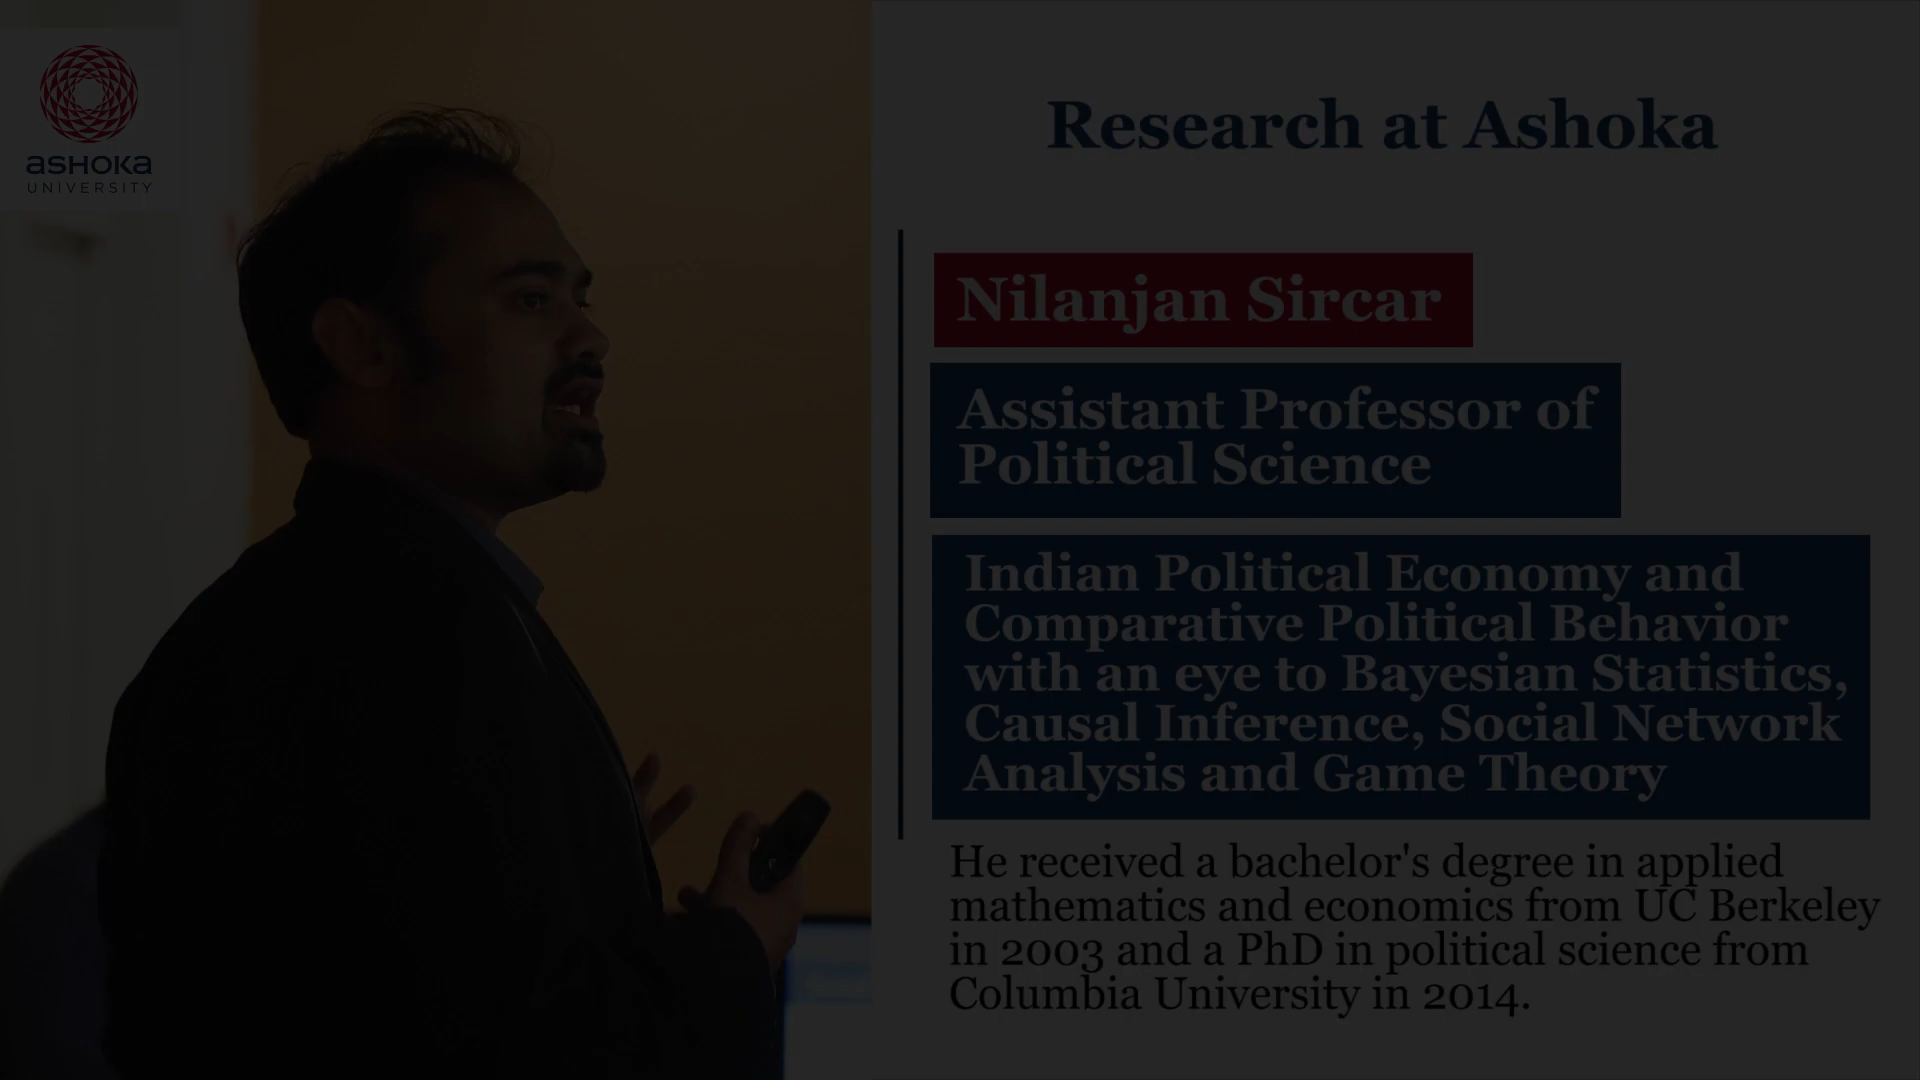 ASHOKA
UNIVERSITY
Research at Ashoka
Nilanjan Sircar
Assistant Professor of
Political Science
Indian Political Economy and
Comparative Political Behavior
with an eye to Bayesian Statistics,
Causal Inference, Social Network
Analysis and Game Theory
He received a bachelor's degree in applied
mathematics and economics from UC Berkeley
in 2003 and a PhD in political science from
Columbia University in 2014.